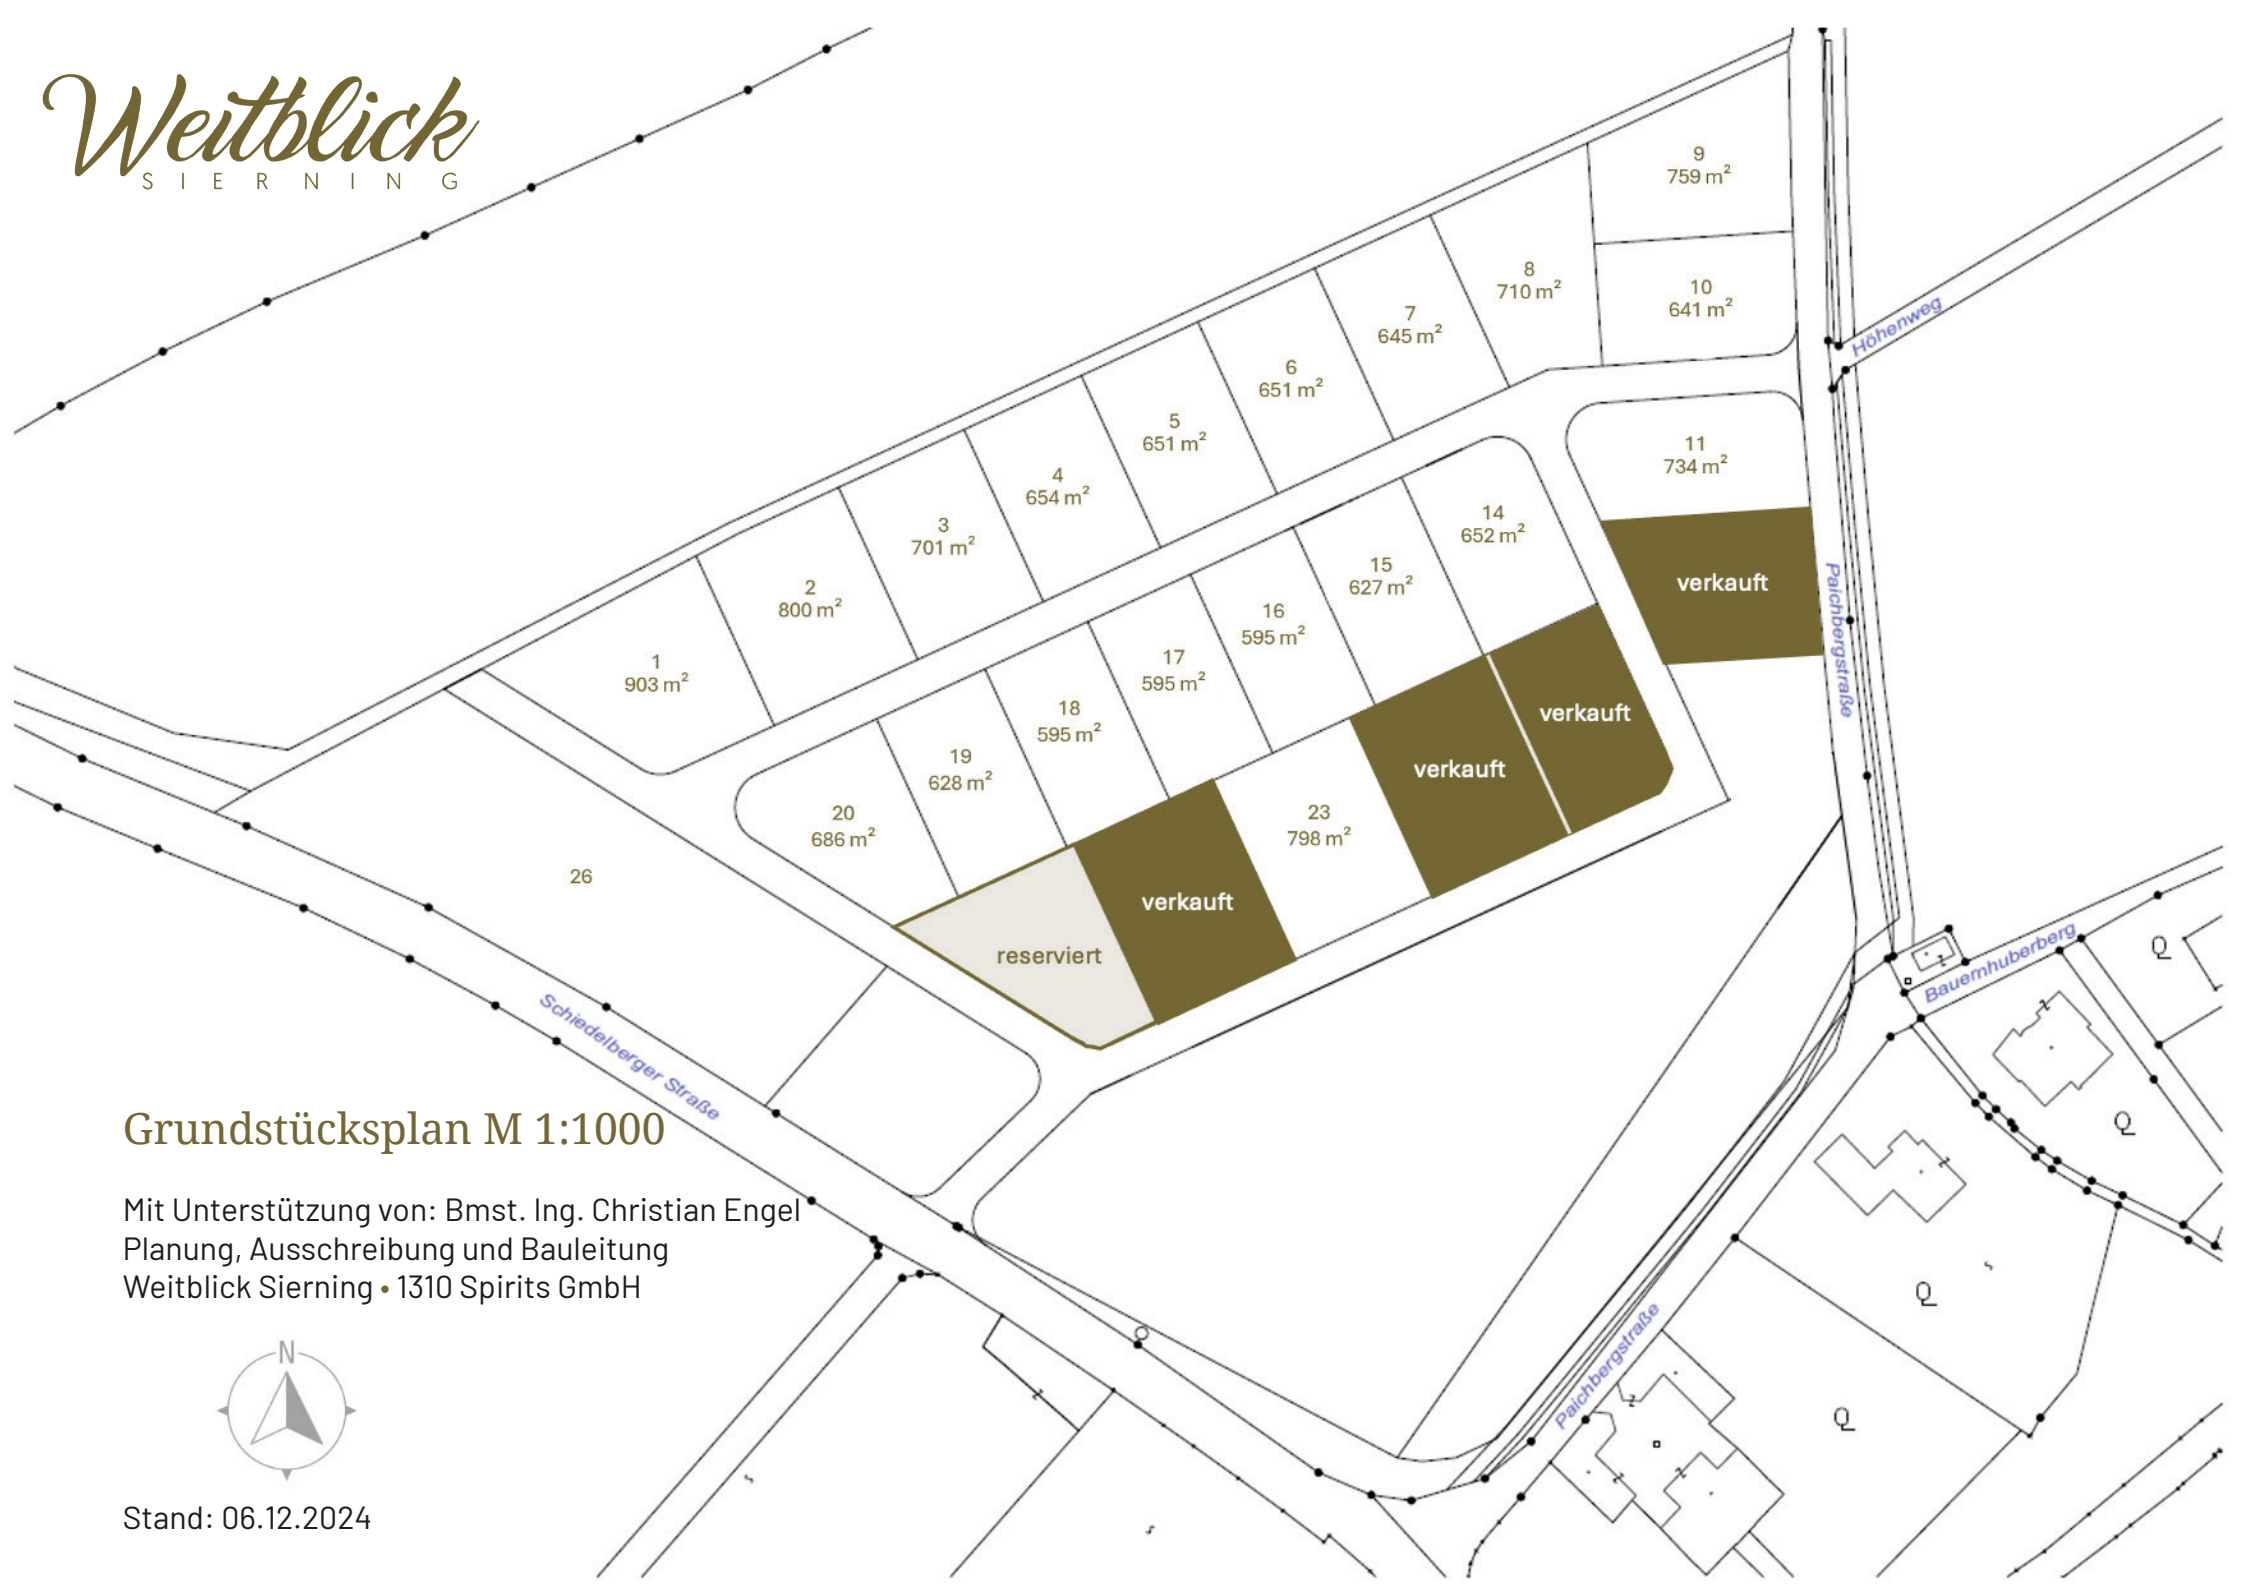 Weitblick
SIERNING
9
759 m²
8
710 m²
10
641 m²
7
645 m²
Höhenweg
6
651 m²
5
651 m²
11
734 m²
4
654 m²
3
701 m²
14
652 m²
15
627 m²
verkauft
2
800 m²
16
595 m²
Paichbergstraße
1
903 m²
17
595 m²
18
595 m²
verkauft
19
628 m²
verkauft
20
686 m²
23
798 m²
26
verkauft
reserviert
Bauernhuberberg
Schiedelberger Straße
Grundstücksplan M 1:1000
Mit Unterstützung von: Bmst. Ing. Christian Engel
Planung, Ausschreibung und Bauleitung
Weitblick Sierning • 1310 Spirits GmbH
Paichbergstraße
N
Stand: 06.12.2024